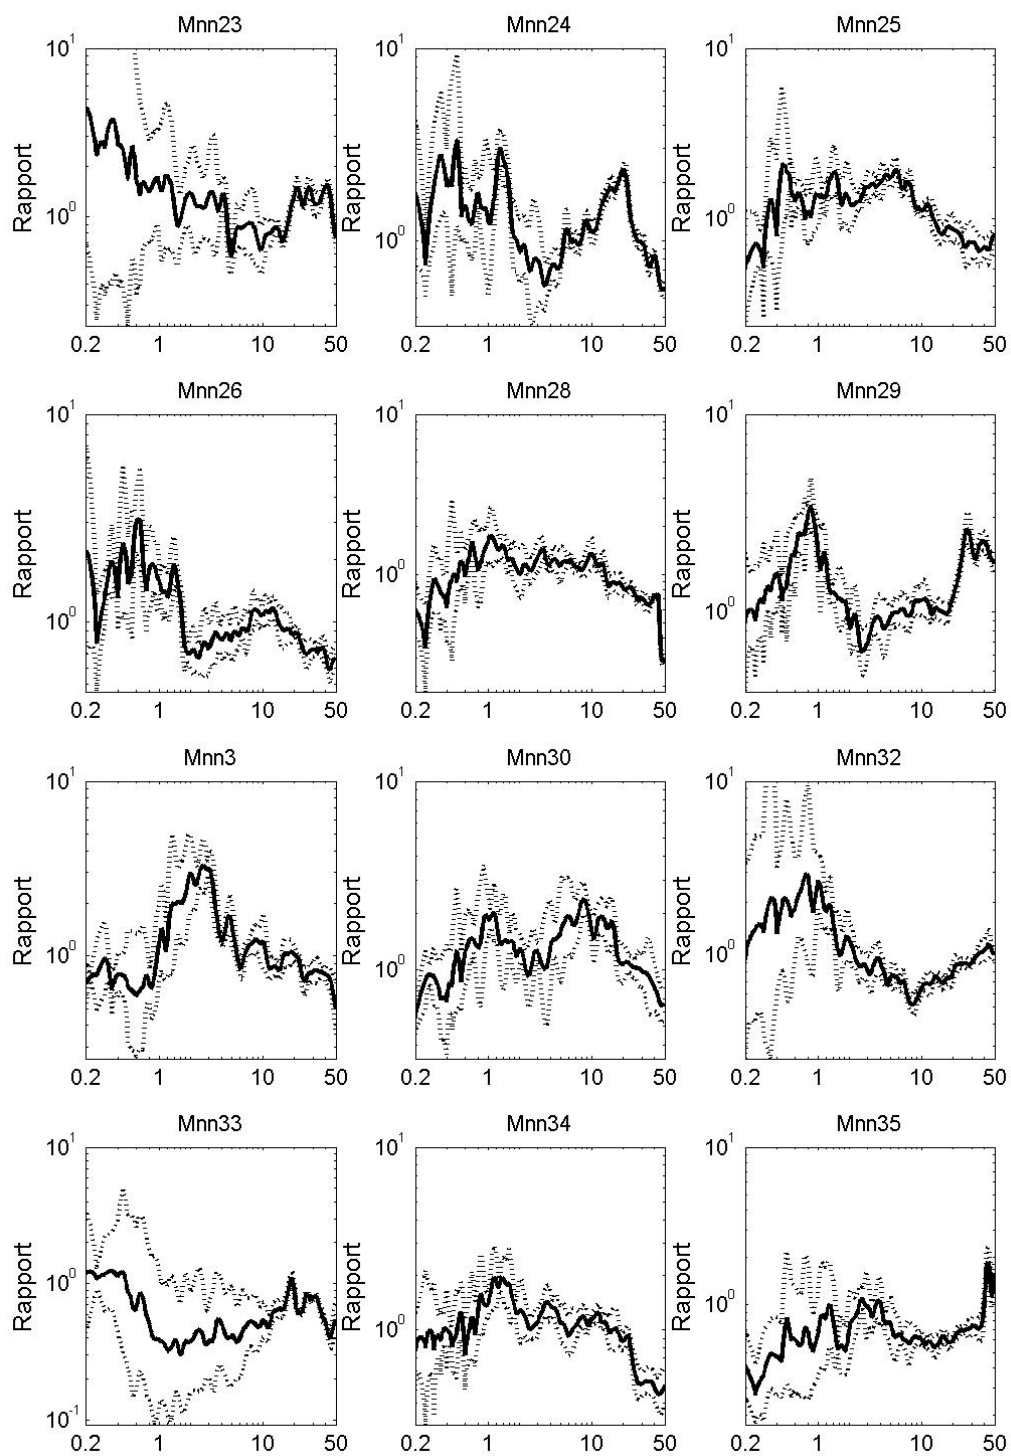 Mnn23 Mnn24 Mnn25
10^1 10^1 10^1
Rapport Rapport Rapport
10^0 10^0 10^0
0.2 1 10 50 0.2 1 10 50 0.2 1 10 50
Mnn26 Mnn28 Mnn29
10^1 10^1 10^1
Rapport Rapport Rapport
10^0 10^0 10^0
0.2 1 10 50 0.2 1 10 50 0.2 1 10 50
Mnn3 Mnn30 Mnn32
10^1 10^1 10^1
Rapport Rapport Rapport
10^0 10^0 10^0
0.2 1 10 50 0.2 1 10 50 0.2 1 10 50
Mnn33 Mnn34 Mnn35
10^1 10^1 10^1
Rapport Rapport Rapport
10^0 10^0 10^0
10^-1
0.2 1 10 50 0.2 1 10 50 0.2 1 10 50